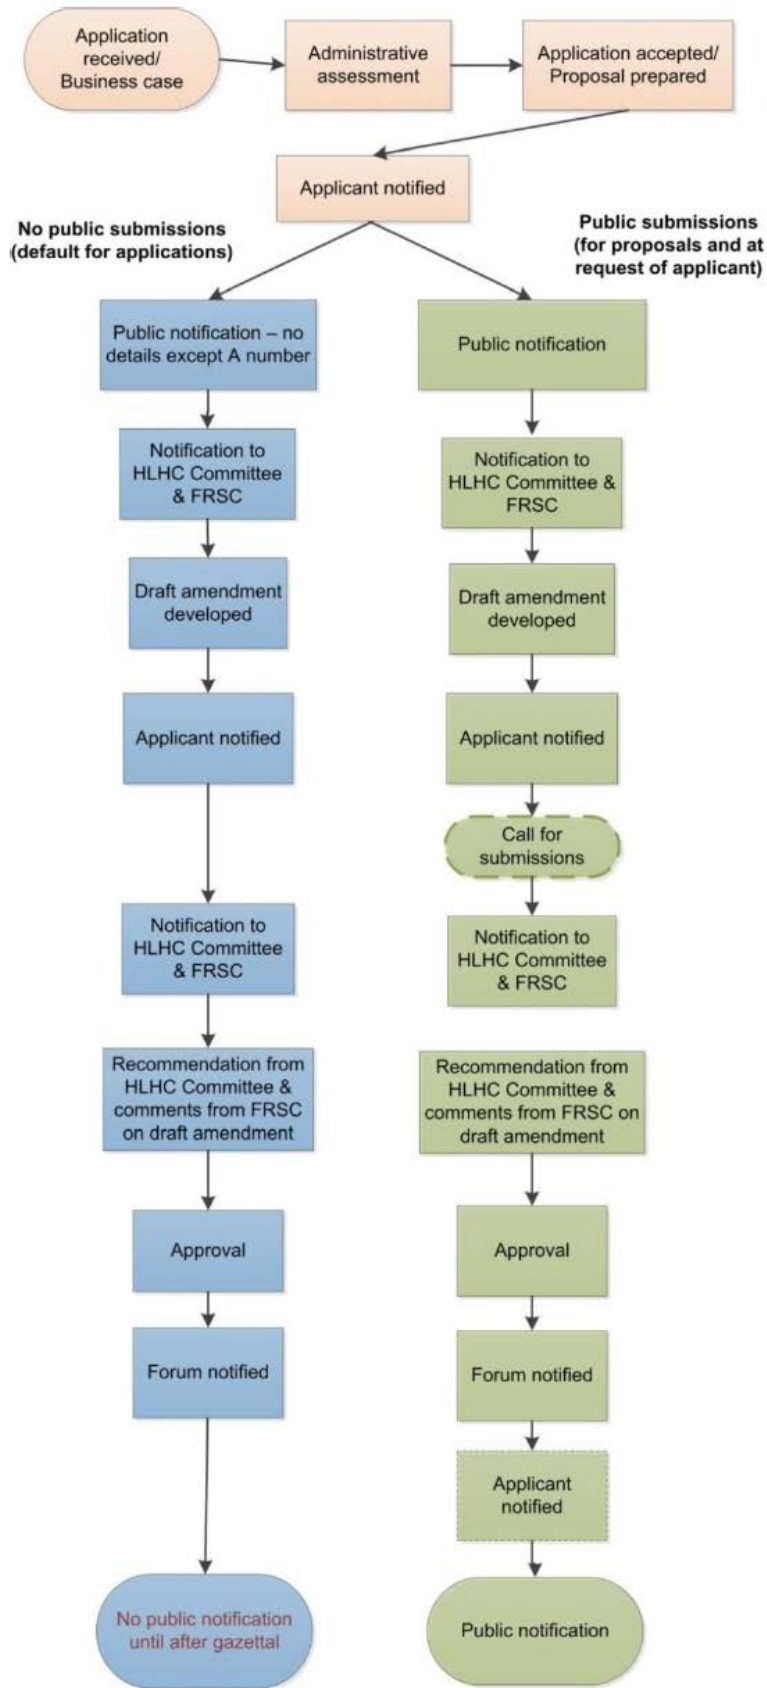 Application
received/
Business case
Administrative
assessment
Application accepted/
Proposal prepared
Applicant notified
No public submissions
(default for applications)
Public submissions
(for proposals and at
request of applicant)
Public notification – no
details except A number
Notification to
HLHC Committee
& FRSC
Draft amendment
developed
Applicant notified
Notification to
HLHC Committee
& FRSC
Recommendation from
HLHC Committee &
comments from FRSC
on draft amendment
Approval
Forum notified
No public notification
until after gazettal
Public notification
Notification to
HLHC Committee &
FRSC
Draft amendment
developed
Applicant notified
Call for
submissions
Notification to
HLHC Committee
& FRSC
Recommendation from
HLHC Committee &
comments from FRSC on
draft amendment
Approval
Forum notified
Applicant
notified
Public notification